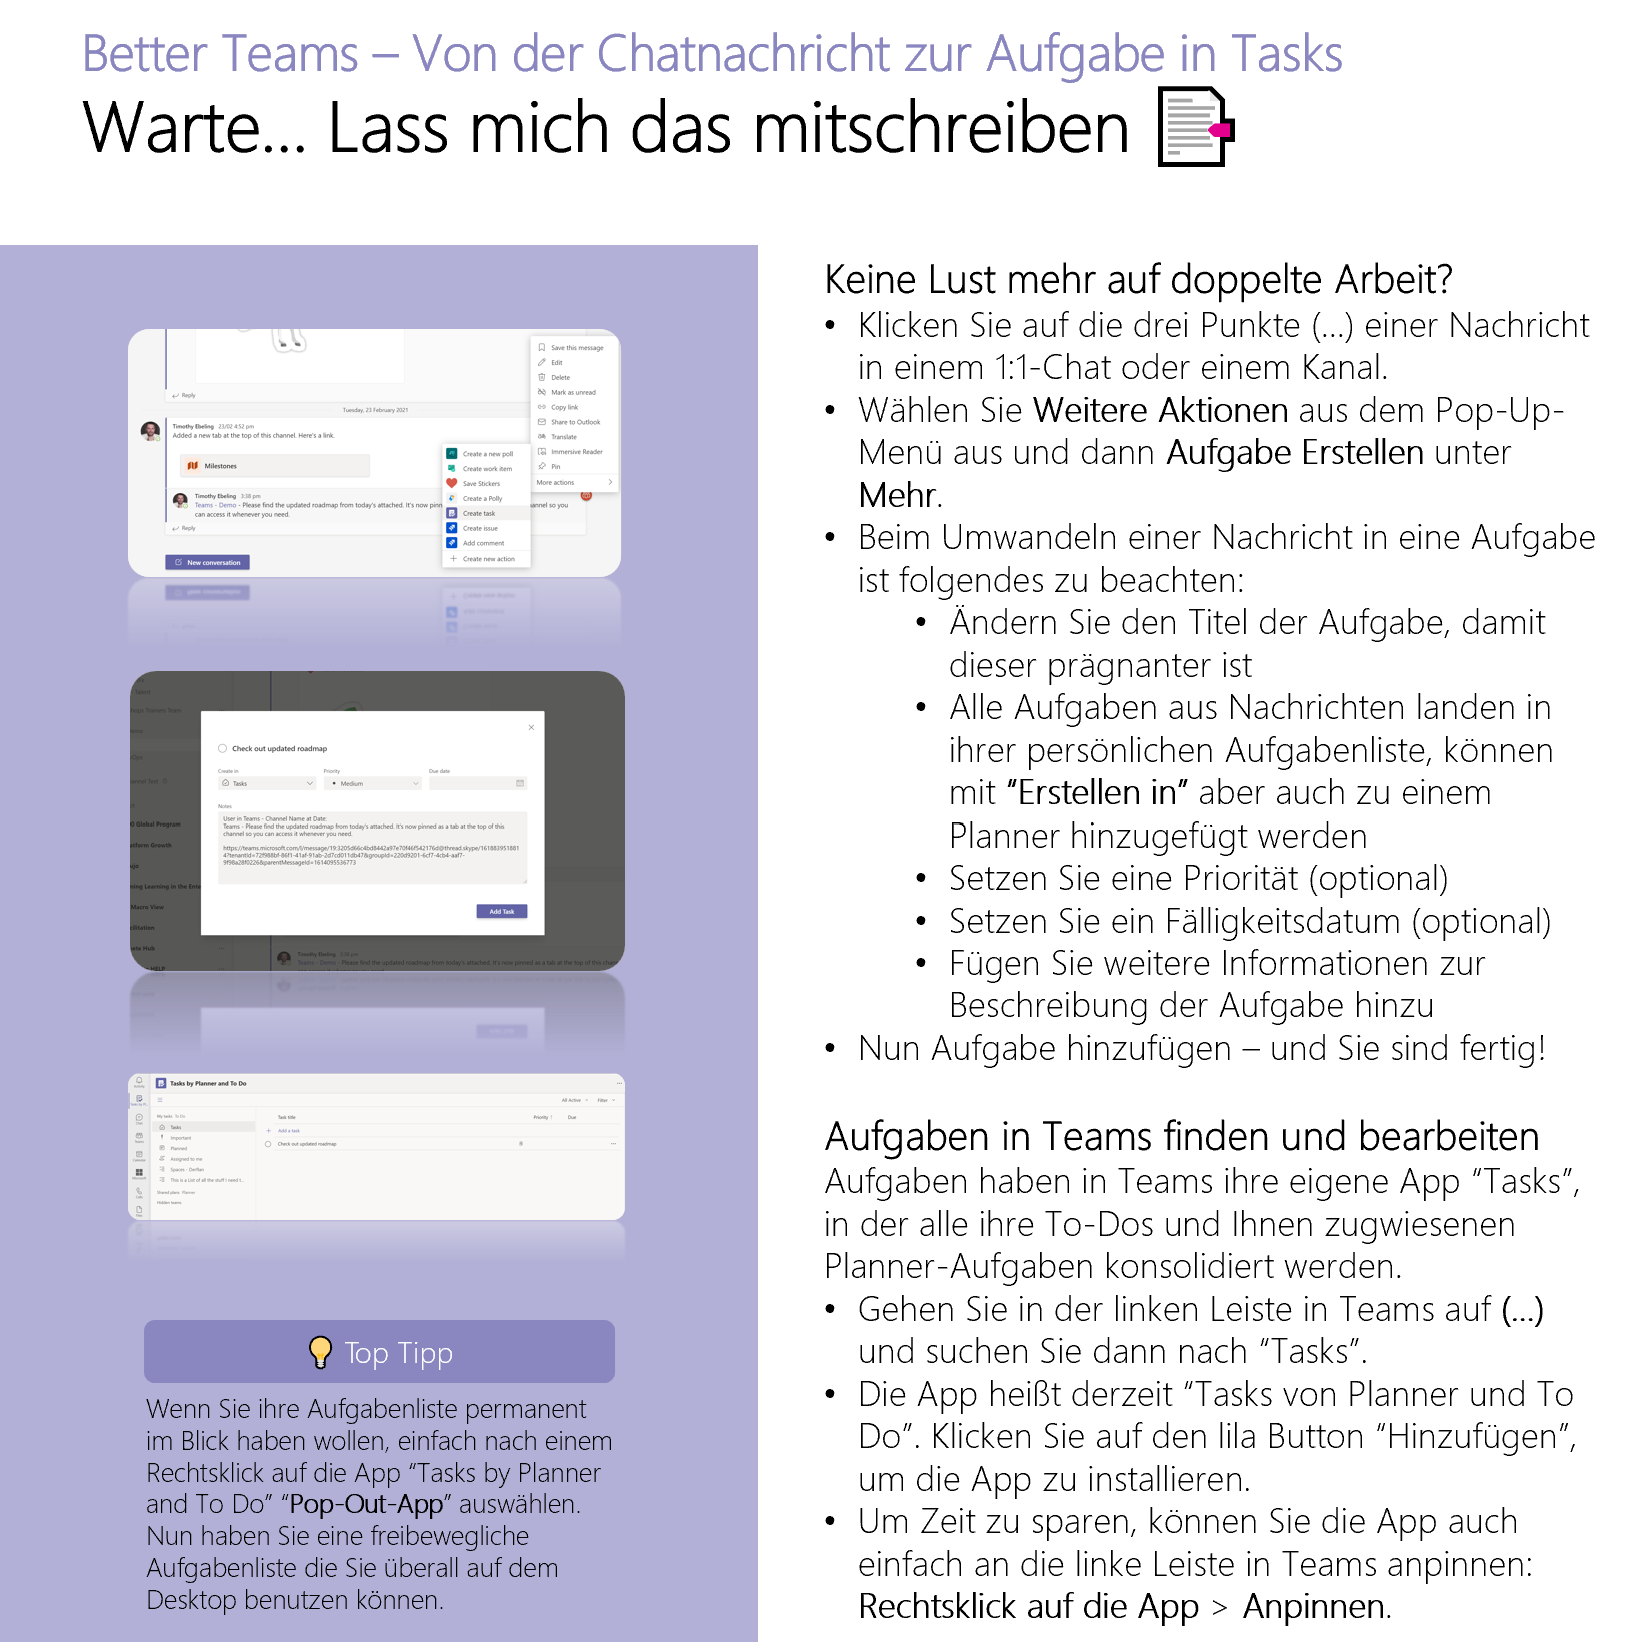 Better Teams – Von der Chatnachricht zur Aufgabe in Tasks
Warte... Lass mich das mitschreiben
Save this message
Edit
Delete
Mark as unread
Copy link
Share to Outlook
Translate
Immersive Reader
Pin
More actions
Reply
Tuesday, 23 February 2021
Timothy Ebeling 23/02 4:52 pm
Added a new tab at the top of this channel. Here's a link.
Milestones
Timothy Ebeling 3:38 pm
Teams - Demo - Please find the updated roadmap from today's attached. It's now pinn
annel so you
can access it whenever you need.
Reply
New conversation
Create a new poll
Create work item
Save Stickers
Create a Polly
Create task
Create issue
Add comment
Create new action
Check out updated roadmap
Create in
Priority
Due date
Tasks
Medium
Notes
User in Teams - Channel Name at Date:
Teams - Please find the updated roadmap from today's attached. It's now pinned as a tab at the top of this
channel so you can access it whenever you need.
Add Task
Tasks by Planner and To Do
All Active
Filter
My tasks To Do
Task title
Priority
Due
Tasks
Add a task
Important
Check out updated roadmap
Planned
Assigned to me
This is a List of all the stuff I need t...
Shared plans Planner
Hidden teams
Top Tipp
Wenn Sie ihre Aufgabenliste permanent
im Blick haben wollen, einfach nach einem
Rechtsklick auf die App “Tasks by Planner
and To Do” “Pop-Out-App” auswählen.
Nun haben Sie eine freibewegliche
Aufgabenliste die Sie überall auf dem
Desktop benutzen können.
Keine Lust mehr auf doppelte Arbeit?
• Klicken Sie auf die drei Punkte (...) einer Nachricht
in einem 1:1-Chat oder einem Kanal.
• Wählen Sie Weitere Aktionen aus dem Pop-Up-
Menü aus und dann Aufgabe Erstellen unter
Mehr.
• Beim Umwandeln einer Nachricht in eine Aufgabe
ist folgendes zu beachten:
• Ändern Sie den Titel der Aufgabe, damit
dieser prägnanter ist
• Alle Aufgaben aus Nachrichten landen in
ihrer persönlichen Aufgabenliste, können
mit “Erstellen in” aber auch zu einem
Planner hinzugefügt werden
• Setzen Sie eine Priorität (optional)
• Setzen Sie ein Fälligkeitsdatum (optional)
• Fügen Sie weitere Informationen zur
Beschreibung der Aufgabe hinzu
• Nun Aufgabe hinzufügen – und Sie sind fertig!
Aufgaben in Teams finden und bearbeiten
Aufgaben haben in Teams ihre eigene App “Tasks”,
in der alle ihre To-Dos und Ihnen zugwiesenen
Planner-Aufgaben konsolidiert werden.
• Gehen Sie in der linken Leiste in Teams auf (...)
und suchen Sie dann nach “Tasks”.
• Die App heißt derzeit “Tasks von Planner und To
Do”. Klicken Sie auf den lila Button “Hinzufügen”,
um die App zu installieren.
• Um Zeit zu sparen, können Sie die App auch
einfach an die linke Leiste in Teams anpinnen:
Rechtsklick auf die App > Anpinnen.